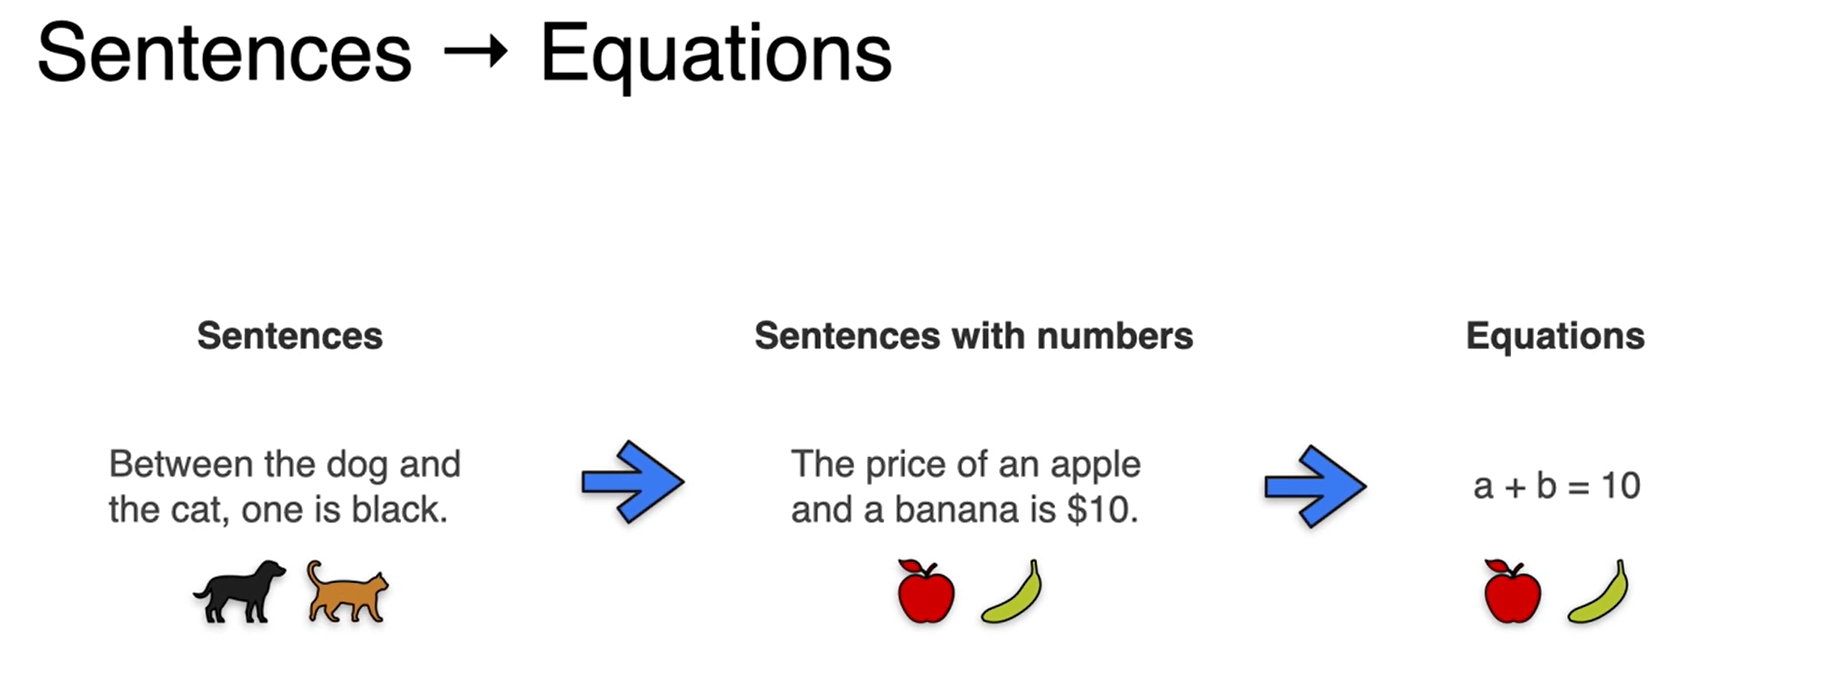 Sentences → Equations
Sentences
Sentences with numbers
Equations
Between the dog and
the cat, one is black.
The price of an apple
and a banana is $10.
a + b = 10